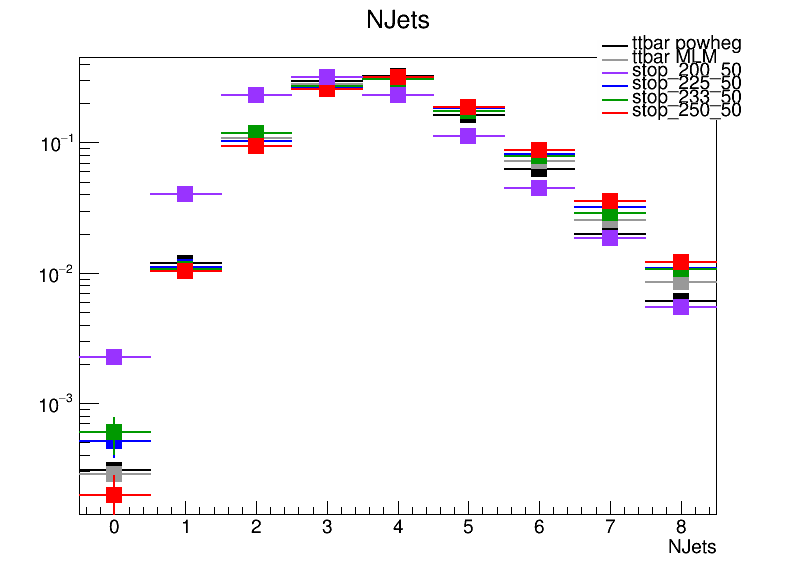 NJets
ttbar powheg
ttbar MLM
stop_200_50
stop_225_50
stop_233_50
stop_250_50
10⁻¹
10⁻²
10⁻³
0 1 2 3 4 5 6 7 8
NJets